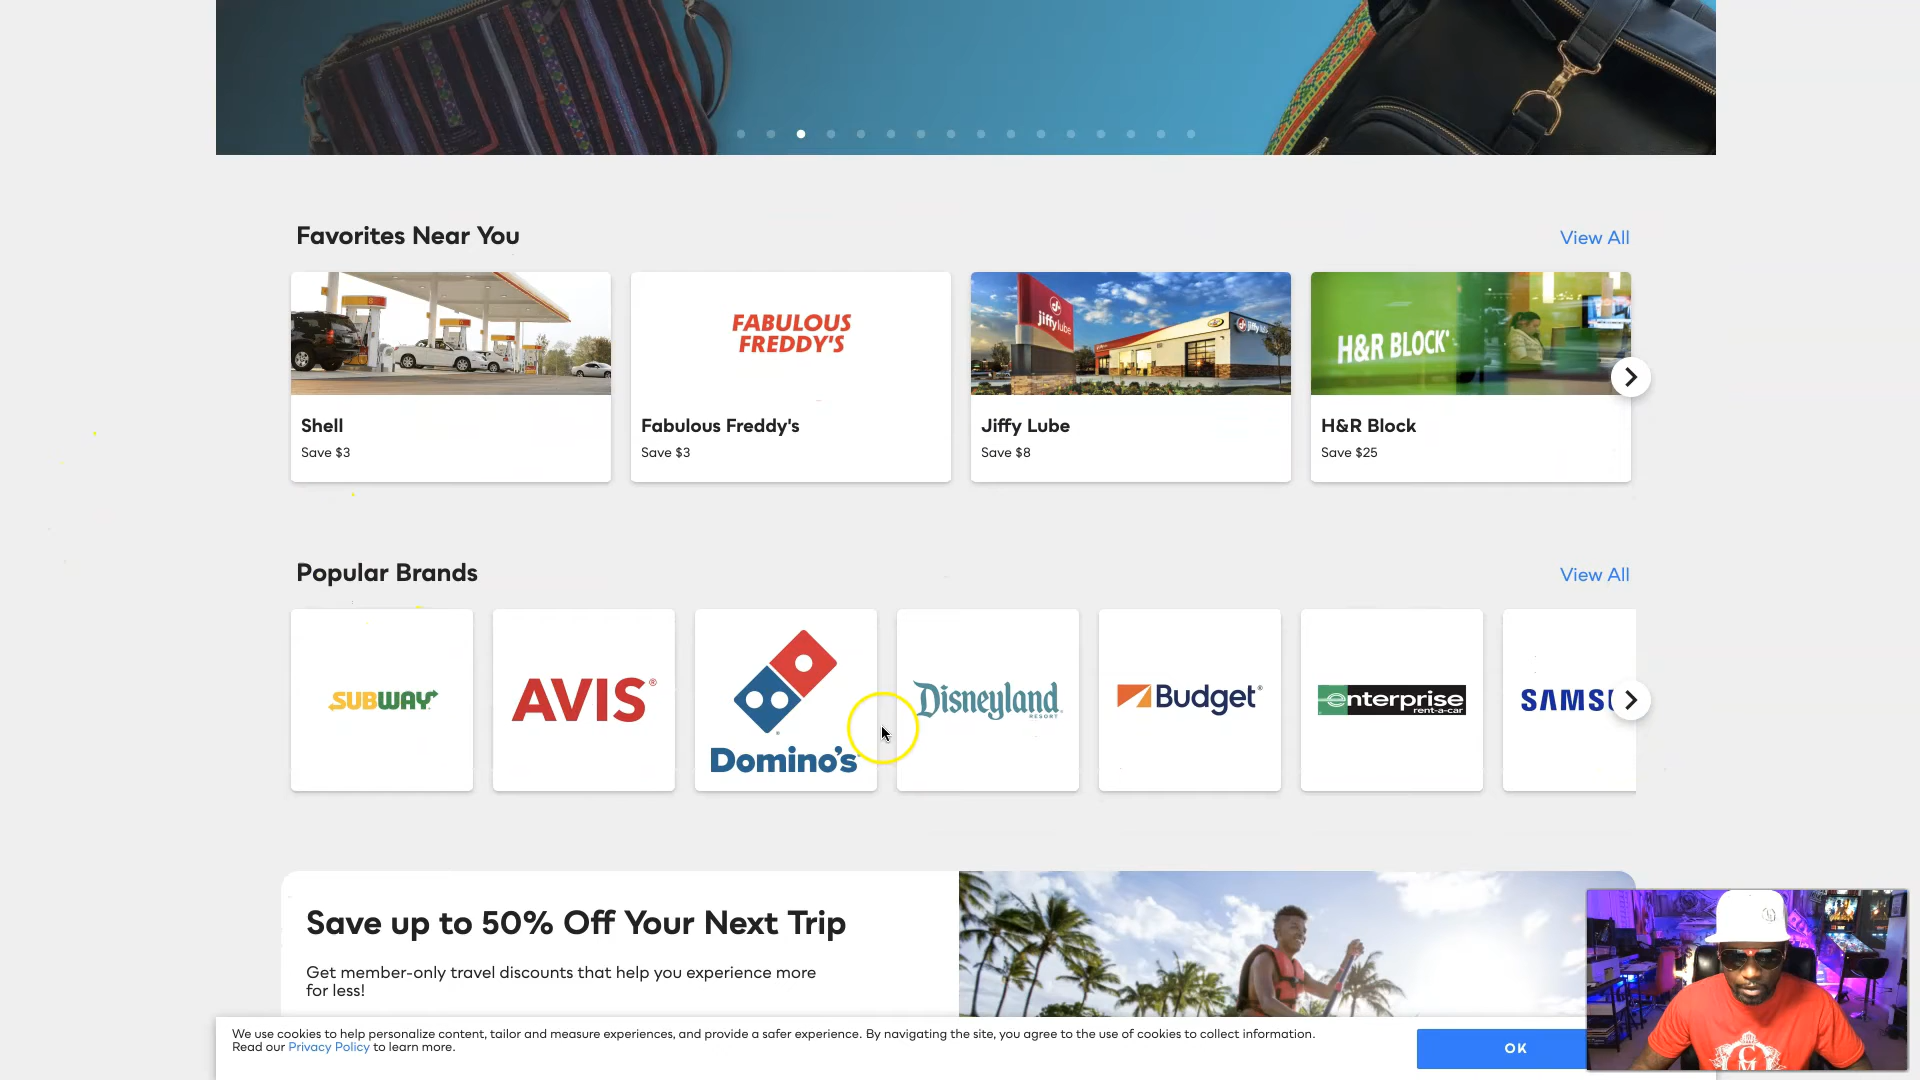 Favorites Near You
View All
FABULOUS
FREDDY'S
jiffy lube
jiffy lube
H&R BLOCK
Shell
Save $3
Fabulous Freddy's
Save $3
Jiffy Lube
Save $8
H&R Block
Save $25
Popular Brands
View All
SUBWAY
AVIS®
Domino's
Disneyland
RESORT
Budget®
enterprise
rent-a-car
SAMSU
Save up to 50% Off Your Next Trip
Get member-only travel discounts that help you experience more
for less!
We use cookies to help personalize content, tailor and measure experiences, and provide a safer experience. By navigating the site, you agree to the use of cookies to collect information.
Read our Privacy Policy to learn more.
OK